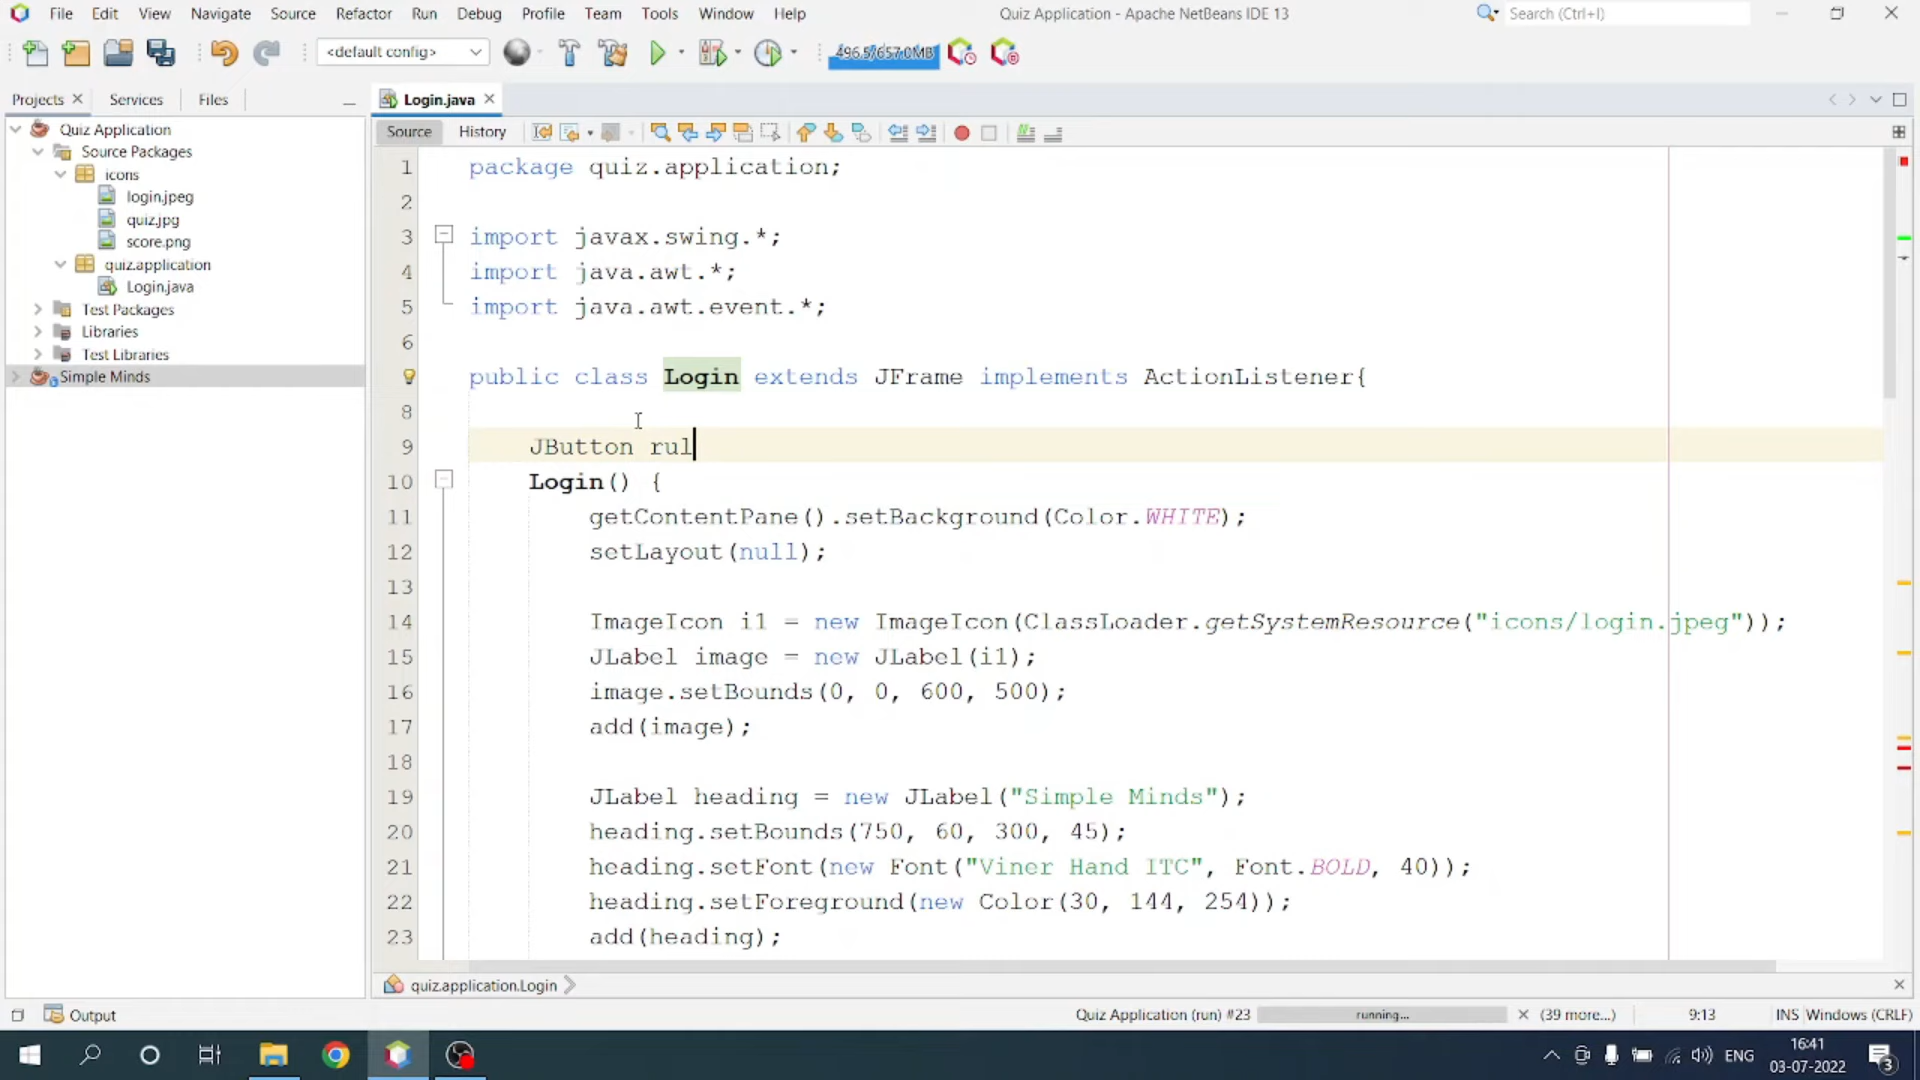 File Edit View Navigate Source Refactor Run Debug Profile Team Tools Window Help Quiz Application - Apache NetBeans IDE 13 Search (Ctrl+I)
<default config> 496.5/657.0MB
Projects Services Files Login.java
Quiz Application
Source Packages
icons
login.jpeg
quiz.jpg
score.png
quiz.application
Login.java
Test Packages
Libraries
Test Libraries
Simple Minds
Source History
1 package quiz.application;
2
3 import javax.swing.*;
4 import java.awt.*;
5 import java.awt.event.*;
6
7 public class Login extends JFrame implements ActionListener{
8
9 JButton rul
10 Login() {
11 getContentPane().setBackground(Color.WHITE);
12 setLayout(null);
13
14 ImageIcon i1 = new ImageIcon(ClassLoader.getSystemResource("icons/login.jpeg"));
15 JLabel image = new JLabel(i1);
16 image.setBounds(0, 0, 600, 500);
17 add(image);
18
19 JLabel heading = new JLabel("Simple Minds");
20 heading.setBounds(750, 60, 300, 45);
21 heading.setFont(new Font("Viner Hand ITC", Font.BOLD, 40));
22 heading.setForeground(new Color(30, 144, 254));
23 add(heading);
quiz.application.Login
Output Quiz Application (run) #23 running... (39 more...) 9:13 INS Windows (CRLF)
ENG 16:41
03-07-2022 3